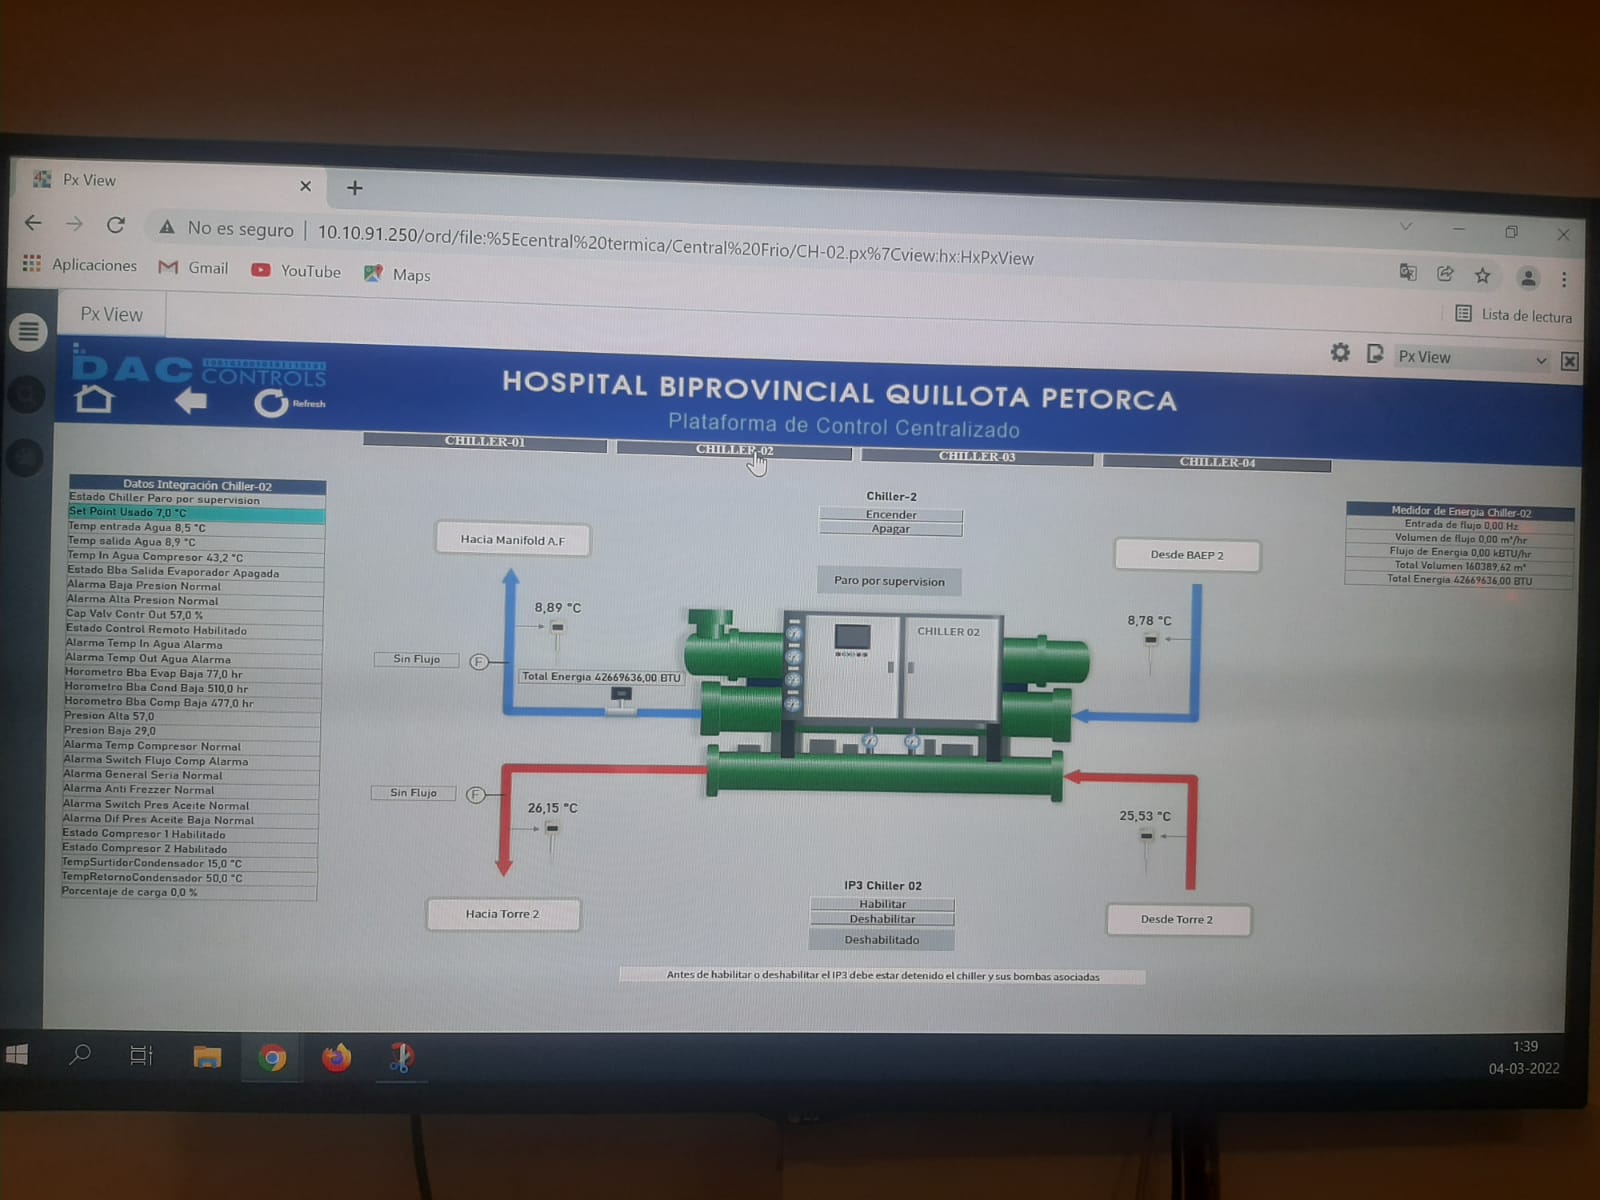 Px View
No es seguro
10.10.91.250/ord/file:%5Ecentral%20termica/Central%20Frio/CH-02.px%7Cview:hx:HxPxView
Aplicaciones
Gmail
YouTube
Maps
Lista de lectura
Px View
Px View
DAC CONTROLS
Refresh
HOSPITAL BIPROVINCIAL QUILLOTA PETORCA
Plataforma de Control Centralizado
CHILLER-01
CHILLER-02
CHILLER-03
CHILLER-04
Datos Integración Chiller-02
Estado Chiller Paro por supervision
Set Point Usado 7,0 °C
Temp entrada Agua 8,5 °C
Temp salida Agua 8,9 °C
Temp In Agua Compresor 43,2 °C
Estado Bba Salida Evaporador Apagada
Alarma Baja Presion Normal
Alarma Alta Presion Normal
Cap Valv Contr Out 57,0 %
Estado Control Remoto Habilitado
Alarma Temp In Agua Alarma
Alarma Temp Out Agua Alarma
Horometro Bba Evap Baja 77,0 hr
Horometro Bba Cond Baja 510,0 hr
Horometro Bba Comp Baja 477,0 hr
Presion Alta 57,0
Presion Baja 29,0
Alarma Temp Compresor Normal
Alarma Switch Flujo Comp Alarma
Alarma General Seria Normal
Alarma Anti Frezzer Normal
Alarma Switch Pres Aceite Normal
Alarma Dif Pres Aceite Baja Normal
Estado Compresor 1 Habilitado
Estado Compresor 2 Habilitado
TempSurtidorCondensador 15,0 °C
TempRetornoCondensador 50,0 °C
Porcentaje de carga 0,0 %
Chiller-2
Encender
Apagar
Paro por supervision
Hacia Manifold A.F
Desde BAEP 2
8,89 °C
8,78 °C
Sin Flujo
F
Total Energia 42669636,00 BTU
CHILLER 02
Sin Flujo
F
26,15 °C
25,53 °C
Hacia Torre 2
Desde Torre 2
IP3 Chiller 02
Habilitar
Deshabilitar
Deshabilitado
Antes de habilitar o deshabilitar el IP3 debe estar detenido el chiller y sus bombas asociadas
Medidor de Energia Chiller-02
Entrada de flujo 0,00 Hz
Volumen de flujo 0,00 m³/hr
Flujo de Energia 0,00 kBTU/hr
Total Volumen 160389,62 m³
Total Energia 42669636,00 BTU
1:39
04-03-2022